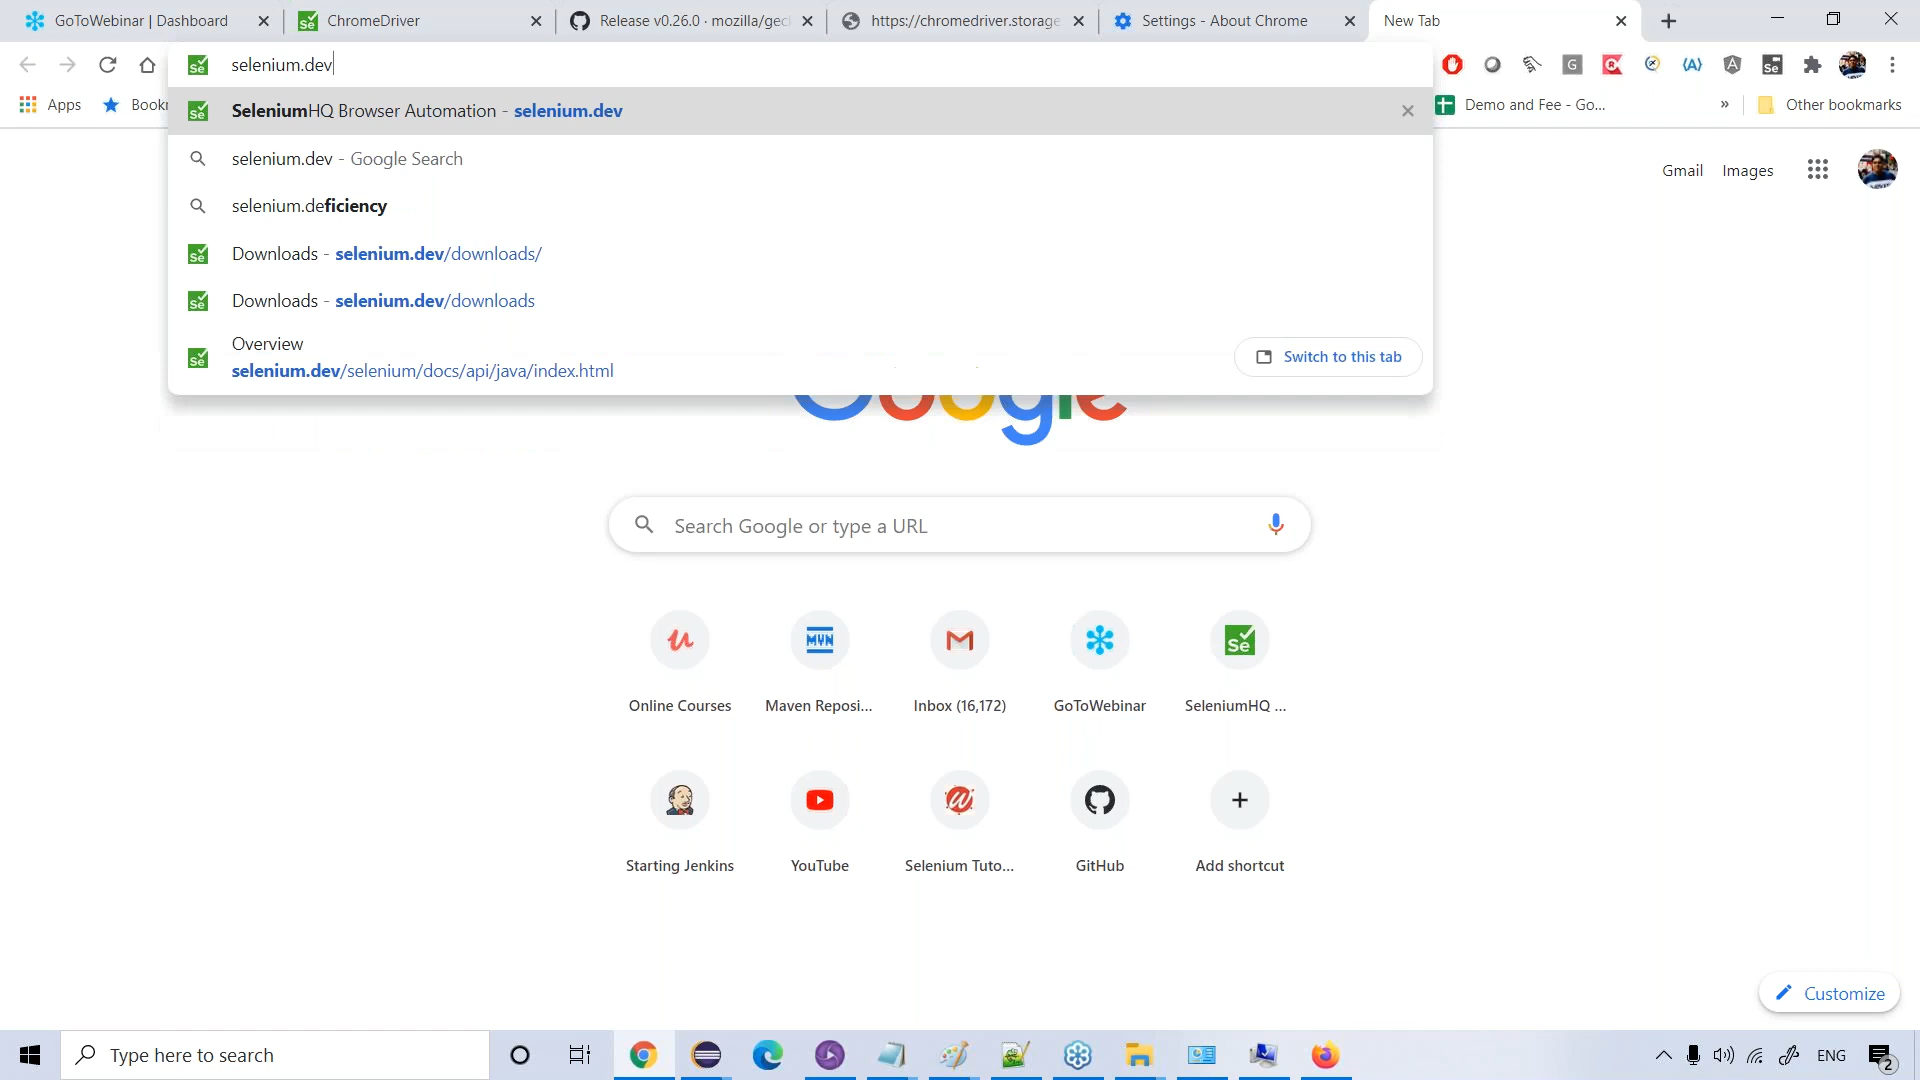 GoToWebinar | Dashboard
ChromeDriver
Release v0.26.0 · mozilla/gec
https://chromedriver.storage
Settings - About Chrome
New Tab
selenium.dev
Apps
Bookr
SeleniumHQ Browser Automation - selenium.dev
Demo and Fee - Go...
»
Other bookmarks
selenium.dev - Google Search
Gmail
Images
selenium.deficiency
Downloads - selenium.dev/downloads/
Downloads - selenium.dev/downloads
Overview
selenium.dev/selenium/docs/api/java/index.html
Switch to this tab
Google
Search Google or type a URL
Online Courses
Maven Reposi...
Inbox (16,172)
GoToWebinar
SeleniumHQ ...
Starting Jenkins
YouTube
Selenium Tuto...
GitHub
Add shortcut
Customize
Type here to search
ENG
2